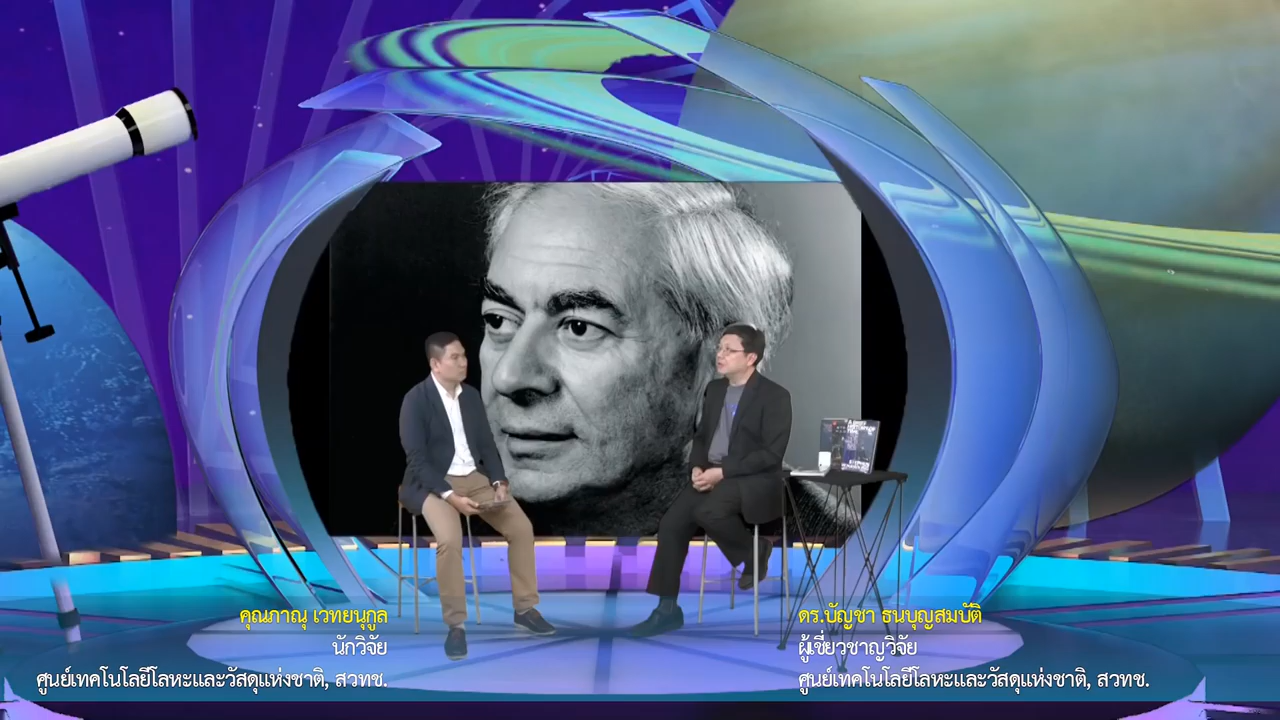 คุณภาณุ เวทยนุกูล
นักวิจัย
ศูนย์เทคโนโลยีโลหะและวัสดุแห่งชาติ, สวทช.
ดร.บัญชา ธนบุญสมบัติ
ผู้เชี่ยวชาญวิจัย
ศูนย์เทคโนโลยีโลหะและวัสดุแห่งชาติ, สวทช.